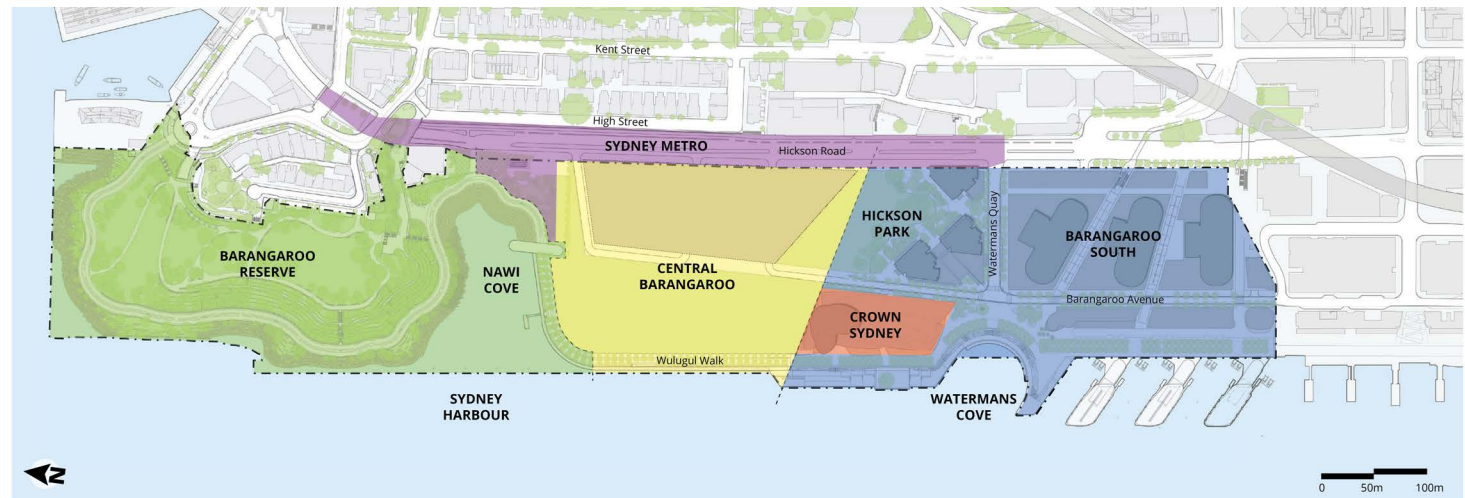 Kent Street
High Street
SYDNEY METRO
Hickson Road
HICKSON
PARK
Watermans Quay
BARANGAROO
SOUTH
BARANGAROO
RESERVE
NAWI
COVE
CENTRAL
BARANGAROO
Barangaroo Avenue
CROWN
SYDNEY
Wulugul Walk
SYDNEY
HARBOUR
WATERMANS
COVE
N
0 50m 100m